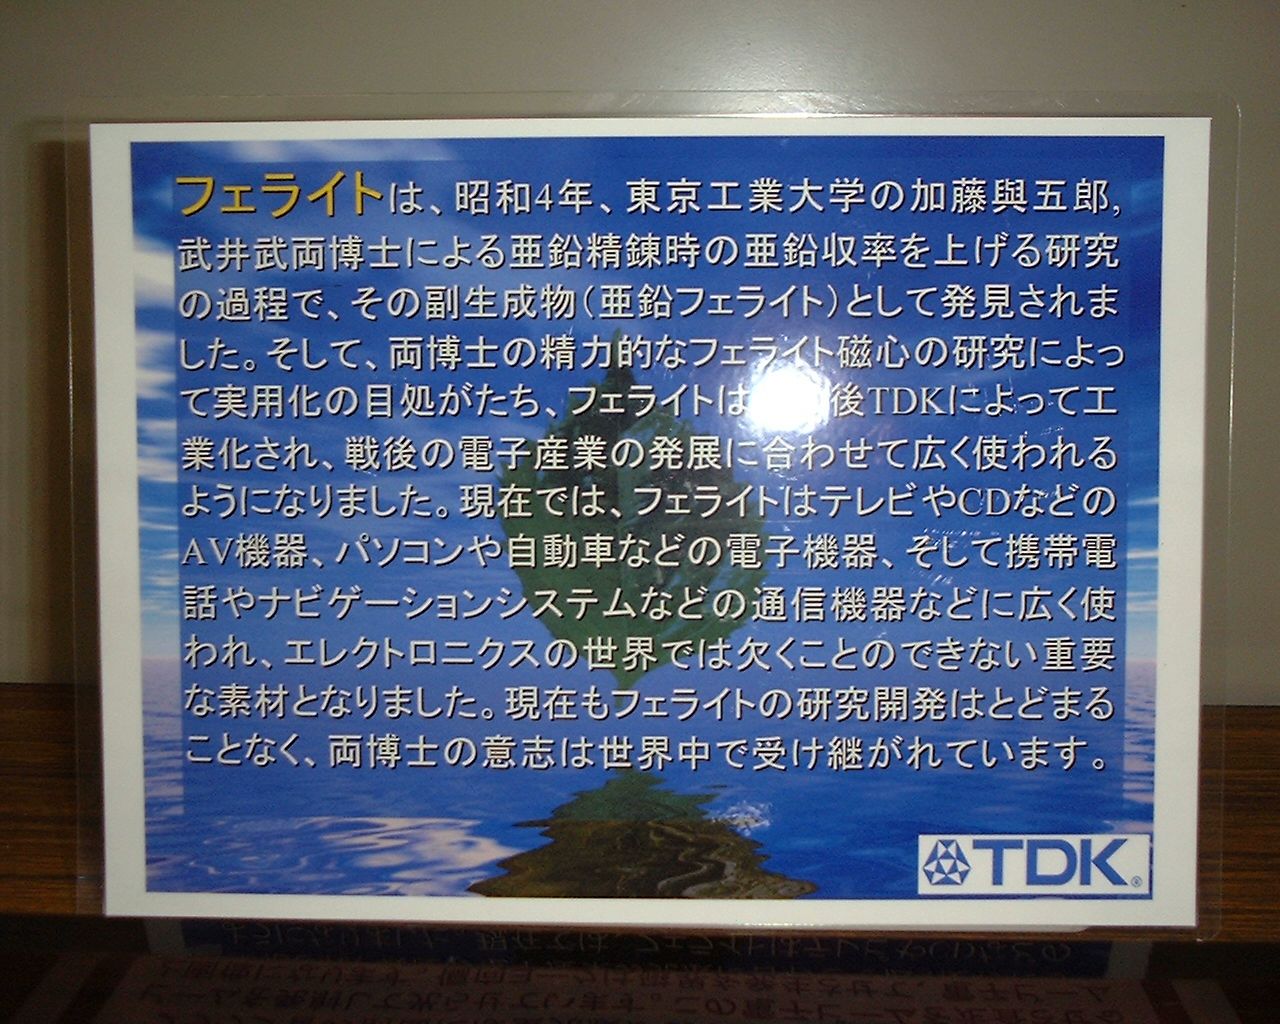 フェライトは、昭和4年、東京工業大学の加藤與五郎,
武井武両博士による亜鉛精錬時の亜鉛収率を上げる研究
の過程で、その副生成物（亜鉛フェライト）として発見されま
した。そして、両博士の精力的なフェライト磁心の研究によっ
て実用化の目処がたち、フェライトは 後TDKによって工
業化され、戦後の電子産業の発展に合わせて広く使われる
ようになりました。現在では、フェライトはテレビやCDなどの
AV機器、パソコンや自動車などの電子機器、そして携帯電
話やナビゲーションシステムなどの通信機器などに広く使
われ、エレクトロニクスの世界では欠くことのできない重要
な素材となりました。現在もフェライトの研究開発はとどまる
ことなく、両博士の意志は世界中で受け継がれています。
TDK®